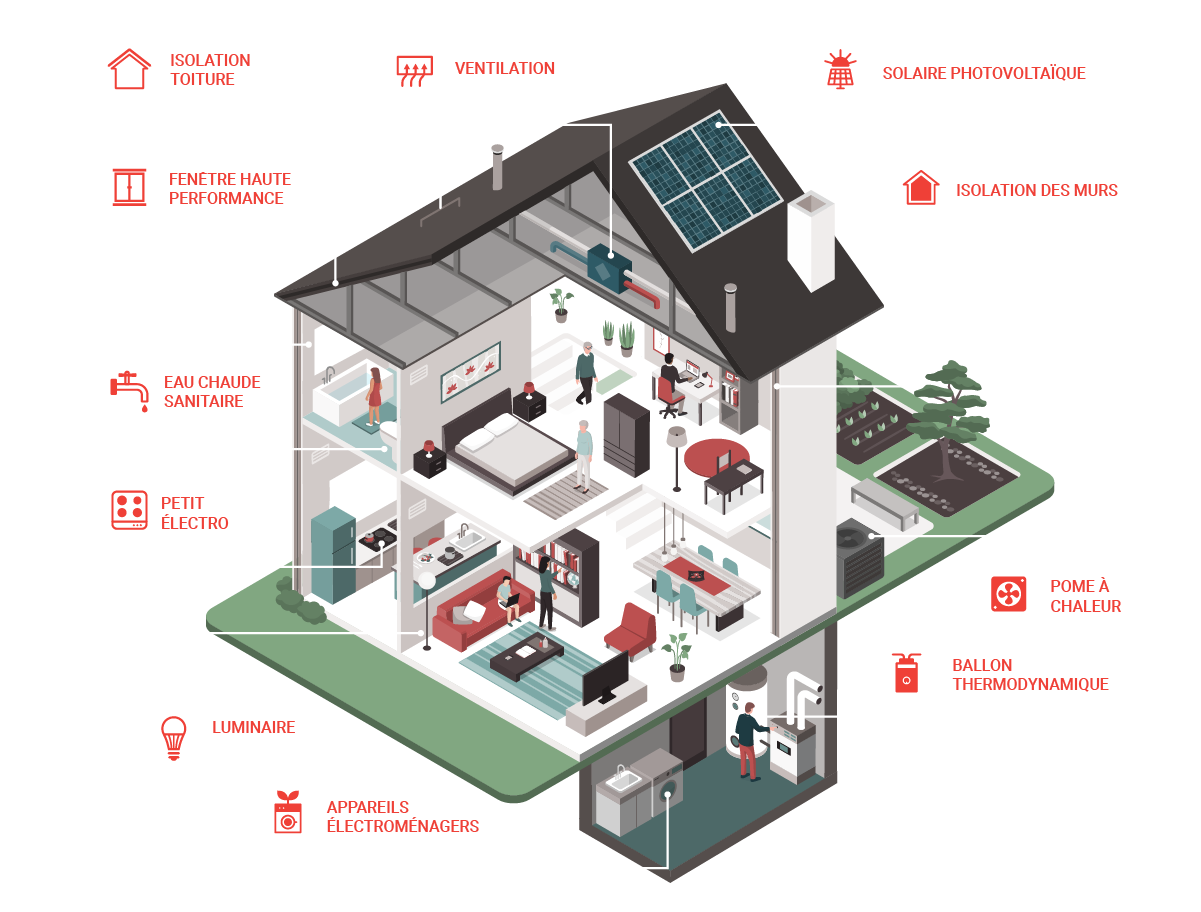 ISOLATION
TOITURE
VENTILATION
SOLAIRE PHOTOVOLTAÏQUE
FENÊTRE HAUTE
PERFORMANCE
ISOLATION DES MURS
EAU CHAUDE
SANITAIRE
PETIT
ÉLECTRO
POME À
CHALEUR
BALLON
THERMODYNAMIQUE
LUMINAIRE
APPAREILS
ÉLECTROMÉNAGERS